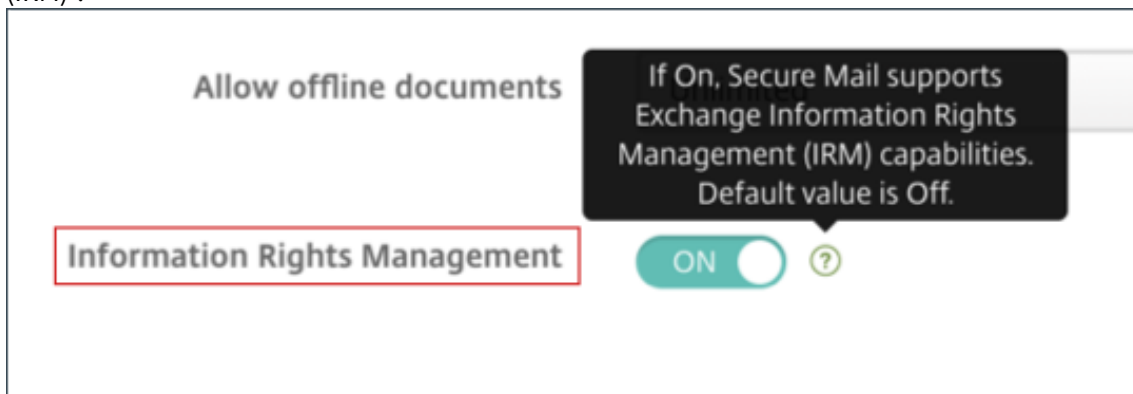 Allow offline documents
If On, Secure Mail supports
Exchange Information Rights
Management (IRM) capabilities.
Default value is Off.
Information Rights Management
ON
?